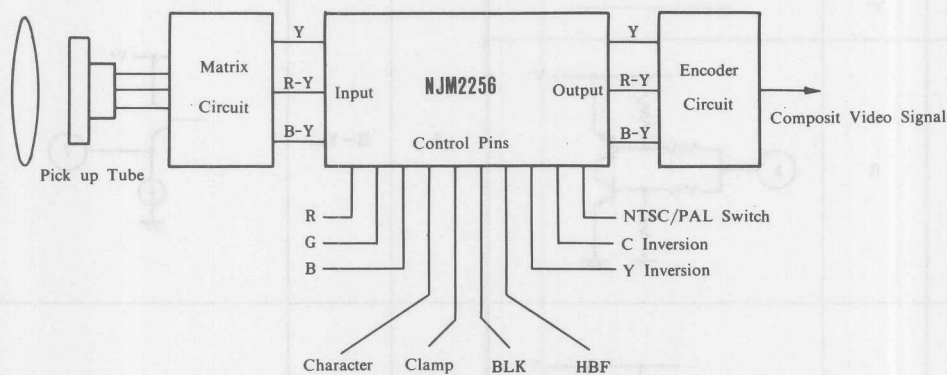 Y
Y
Matrix
Circuit
R-Y
Input
NJM2256
Output
R-Y
Encoder
Circuit
Composit Video Signal
B-Y
Control Pins
B-Y
Pick up Tube
R
NTSC/PAL Switch
G
C Inversion
B
Y Inversion
Character
Clamp
BLK
HBF